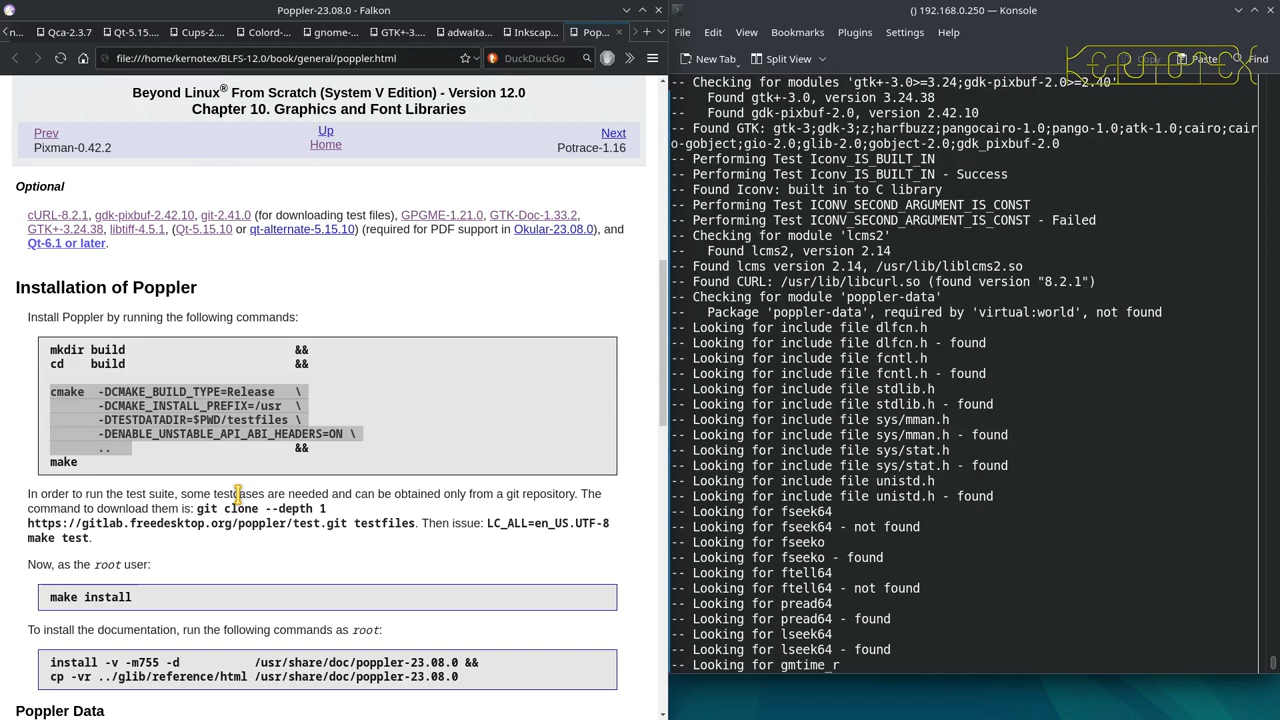 Poppler-23.08.0 - Falkon
n...
Qca-2.3.7
Qt-5.15....
Cups-2....
Colord-...
gnome-...
GTK+-3....
adwaita...
Inkscap...
Pop...
file:///home/kernotex/BLFS-12.0/book/general/poppler.html
DuckDuckGo
Beyond Linux® From Scratch (System V Edition) - Version 12.0
Chapter 10. Graphics and Font Libraries
Prev
Up
Next
Pixman-0.42.2
Home
Potrace-1.16
Optional
cURL-8.2.1, gdk-pixbuf-2.42.10, git-2.41.0 (for downloading test files), GPGME-1.21.0, GTK-Doc-1.33.2,
GTK+-3.24.38, libtiff-4.5.1, (Qt-5.15.10 or qt-alternate-5.15.10) (required for PDF support in Okular-23.08.0), and
Qt-6.1 or later.
Installation of Poppler
Install Poppler by running the following commands:
mkdir build &&
cd build &&
cmake -DCMAKE_BUILD_TYPE=Release \
-DCMAKE_INSTALL_PREFIX=/usr \
-DTESTDATADIR=$PWD/testfiles \
-DENABLE_UNSTABLE_API_ABI_HEADERS=ON \
.. &&
make
In order to run the test suite, some testcases are needed and can be obtained only from a git repository. The
command to download them is: git clone --depth 1
https://gitlab.freedesktop.org/poppler/test.git testfiles. Then issue: LC_ALL=en_US.UTF-8
make test.
Now, as the root user:
make install
To install the documentation, run the following commands as root:
install -v -m755 -d /usr/share/doc/poppler-23.08.0 &&
cp -vr ../glib/reference/html /usr/share/doc/poppler-23.08.0
Poppler Data
() 192.168.0.250 — Konsole
File Edit View Bookmarks Plugins Settings Help
New Tab Split View Copy Paste Find
KERNOTEX
-- Checking for modules 'gtk+-3.0>=3.24;gdk-pixbuf-2.0>=2.40'
--   Found gtk+-3.0, version 3.24.38
--   Found gdk-pixbuf-2.0, version 2.42.10
-- Found GTK: gtk-3;gdk-3;z;harfbuzz;pangocairo-1.0;pango-1.0;atk-1.0;cairo;cair
o-gobject;gio-2.0;glib-2.0;gobject-2.0;gdk_pixbuf-2.0
-- Performing Test Iconv_IS_BUILT_IN
-- Performing Test Iconv_IS_BUILT_IN - Success
-- Found Iconv: built in to C library
-- Performing Test ICONV_SECOND_ARGUMENT_IS_CONST
-- Performing Test ICONV_SECOND_ARGUMENT_IS_CONST - Failed
-- Checking for module 'lcms2'
--   Found lcms2, version 2.14
-- Found lcms version 2.14, /usr/lib/liblcms2.so
-- Found CURL: /usr/lib/libcurl.so (found version "8.2.1")
-- Checking for module 'poppler-data'
--   Package 'poppler-data', required by 'virtual:world', not found
-- Looking for include file dlfcn.h
-- Looking for include file dlfcn.h - found
-- Looking for include file fcntl.h
-- Looking for include file fcntl.h - found
-- Looking for include file stdlib.h
-- Looking for include file stdlib.h - found
-- Looking for include file sys/mman.h
-- Looking for include file sys/mman.h - found
-- Looking for include file sys/stat.h
-- Looking for include file sys/stat.h - found
-- Looking for include file unistd.h
-- Looking for include file unistd.h - found
-- Looking for fseek64
-- Looking for fseek64 - not found
-- Looking for fseeko
-- Looking for fseeko - found
-- Looking for ftell64
-- Looking for ftell64 - not found
-- Looking for pread64
-- Looking for pread64 - found
-- Looking for lseek64
-- Looking for lseek64 - found
-- Looking for gmtime_r